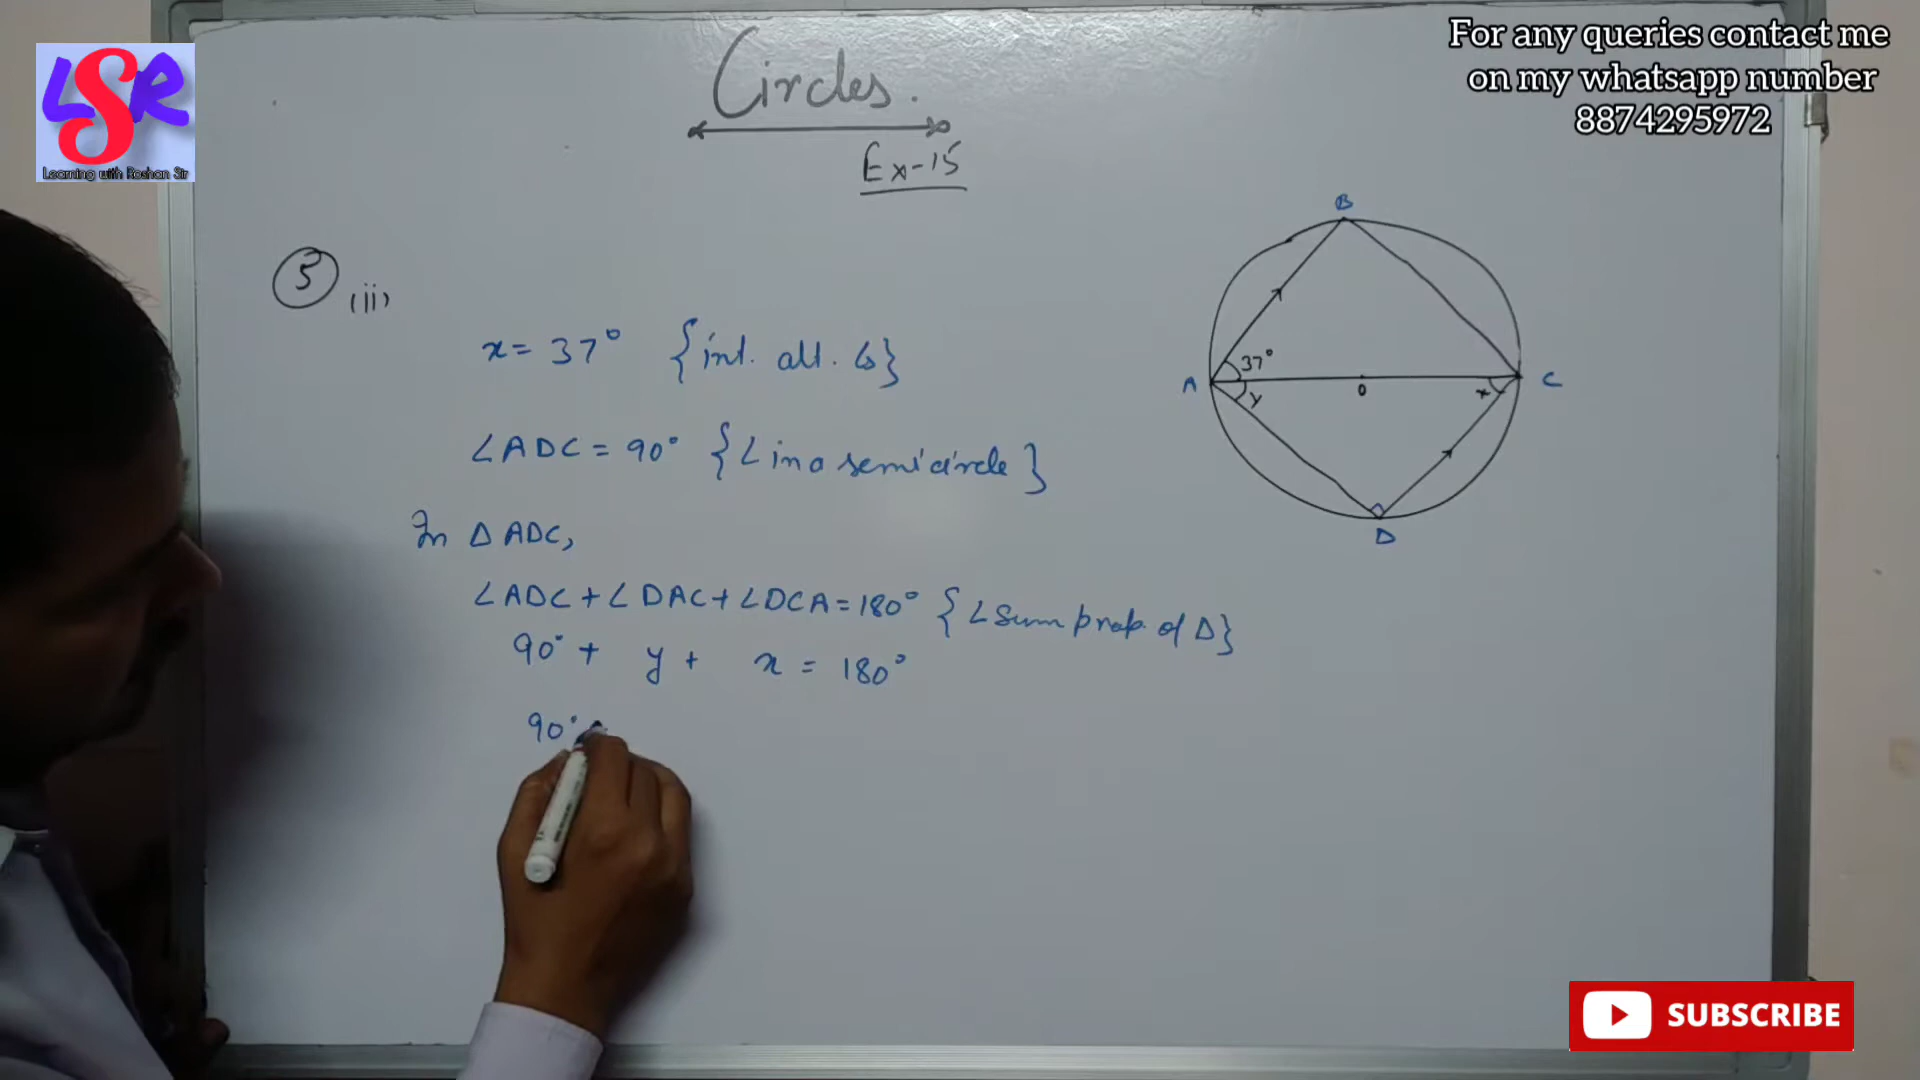 LSR
Learning with Roshan Sir
For any queries contact me
on my whatsapp number
8874295972
Circles.
Ex-15
5 (ii)
x = 37° {int. alt. ∠s}
∠ADC = 90° {∠ in a semicircle}
In Δ ADC,
∠ADC + ∠DAC + ∠DCA = 180° {∠ Sum prop. of Δ}
90° + y + x = 180°
90°
B
A
37°
y
O
x
C
D
SUBSCRIBE